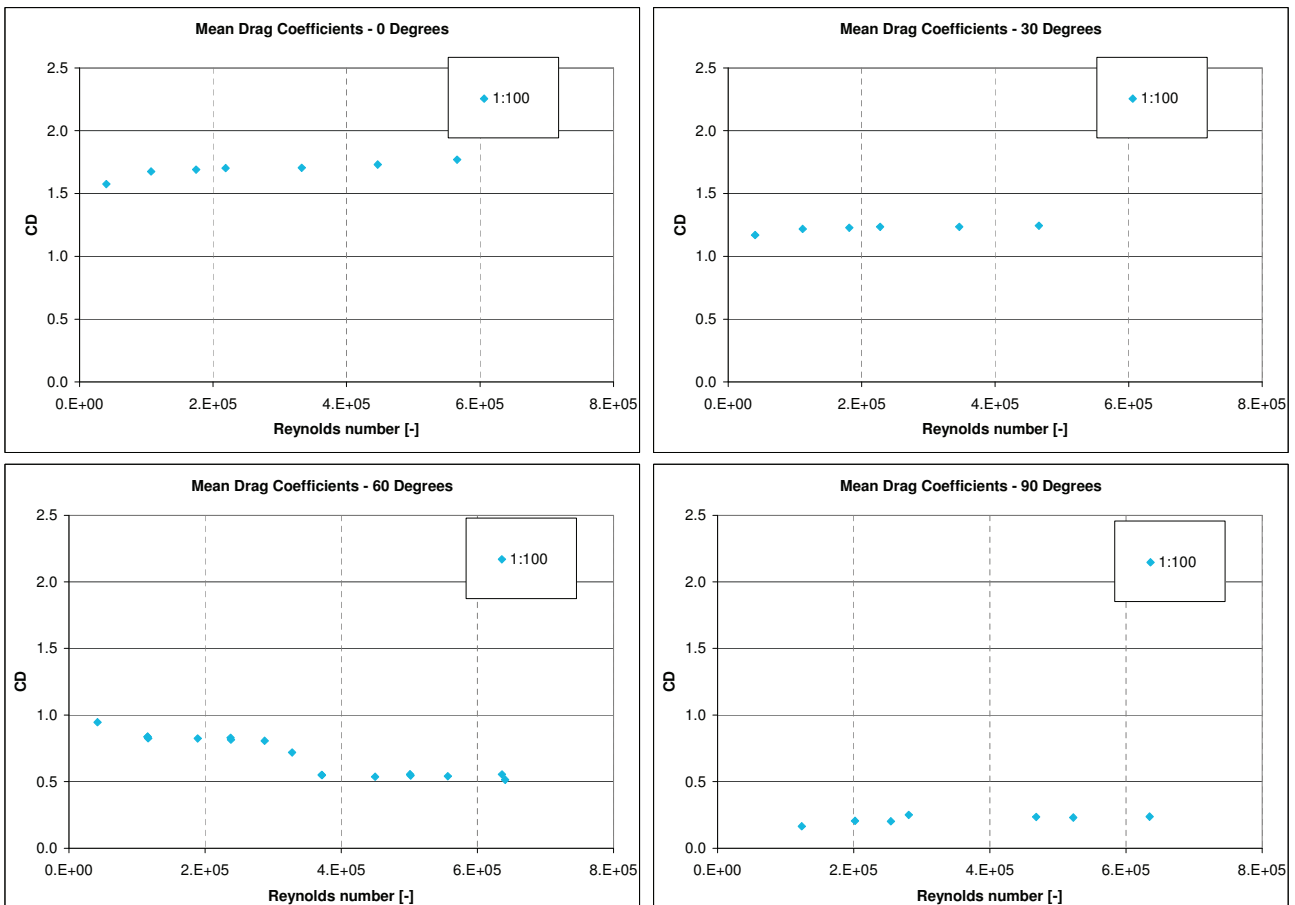 Mean Drag Coefficients - 0 Degrees
2.5
2.0
1.5
1.0
0.5
0.0
CD
1:100
0.E+00 2.E+05 4.E+05 6.E+05 8.E+05
Reynolds number [-]
Mean Drag Coefficients - 30 Degrees
2.5
2.0
1.5
1.0
0.5
0.0
CD
1:100
0.E+00 2.E+05 4.E+05 6.E+05 8.E+05
Reynolds number [-]
Mean Drag Coefficients - 60 Degrees
2.5
2.0
1.5
1.0
0.5
0.0
CD
1:100
0.E+00 2.E+05 4.E+05 6.E+05 8.E+05
Reynolds number [-]
Mean Drag Coefficients - 90 Degrees
2.5
2.0
1.5
1.0
0.5
0.0
CD
1:100
0.E+00 2.E+05 4.E+05 6.E+05 8.E+05
Reynolds number [-]